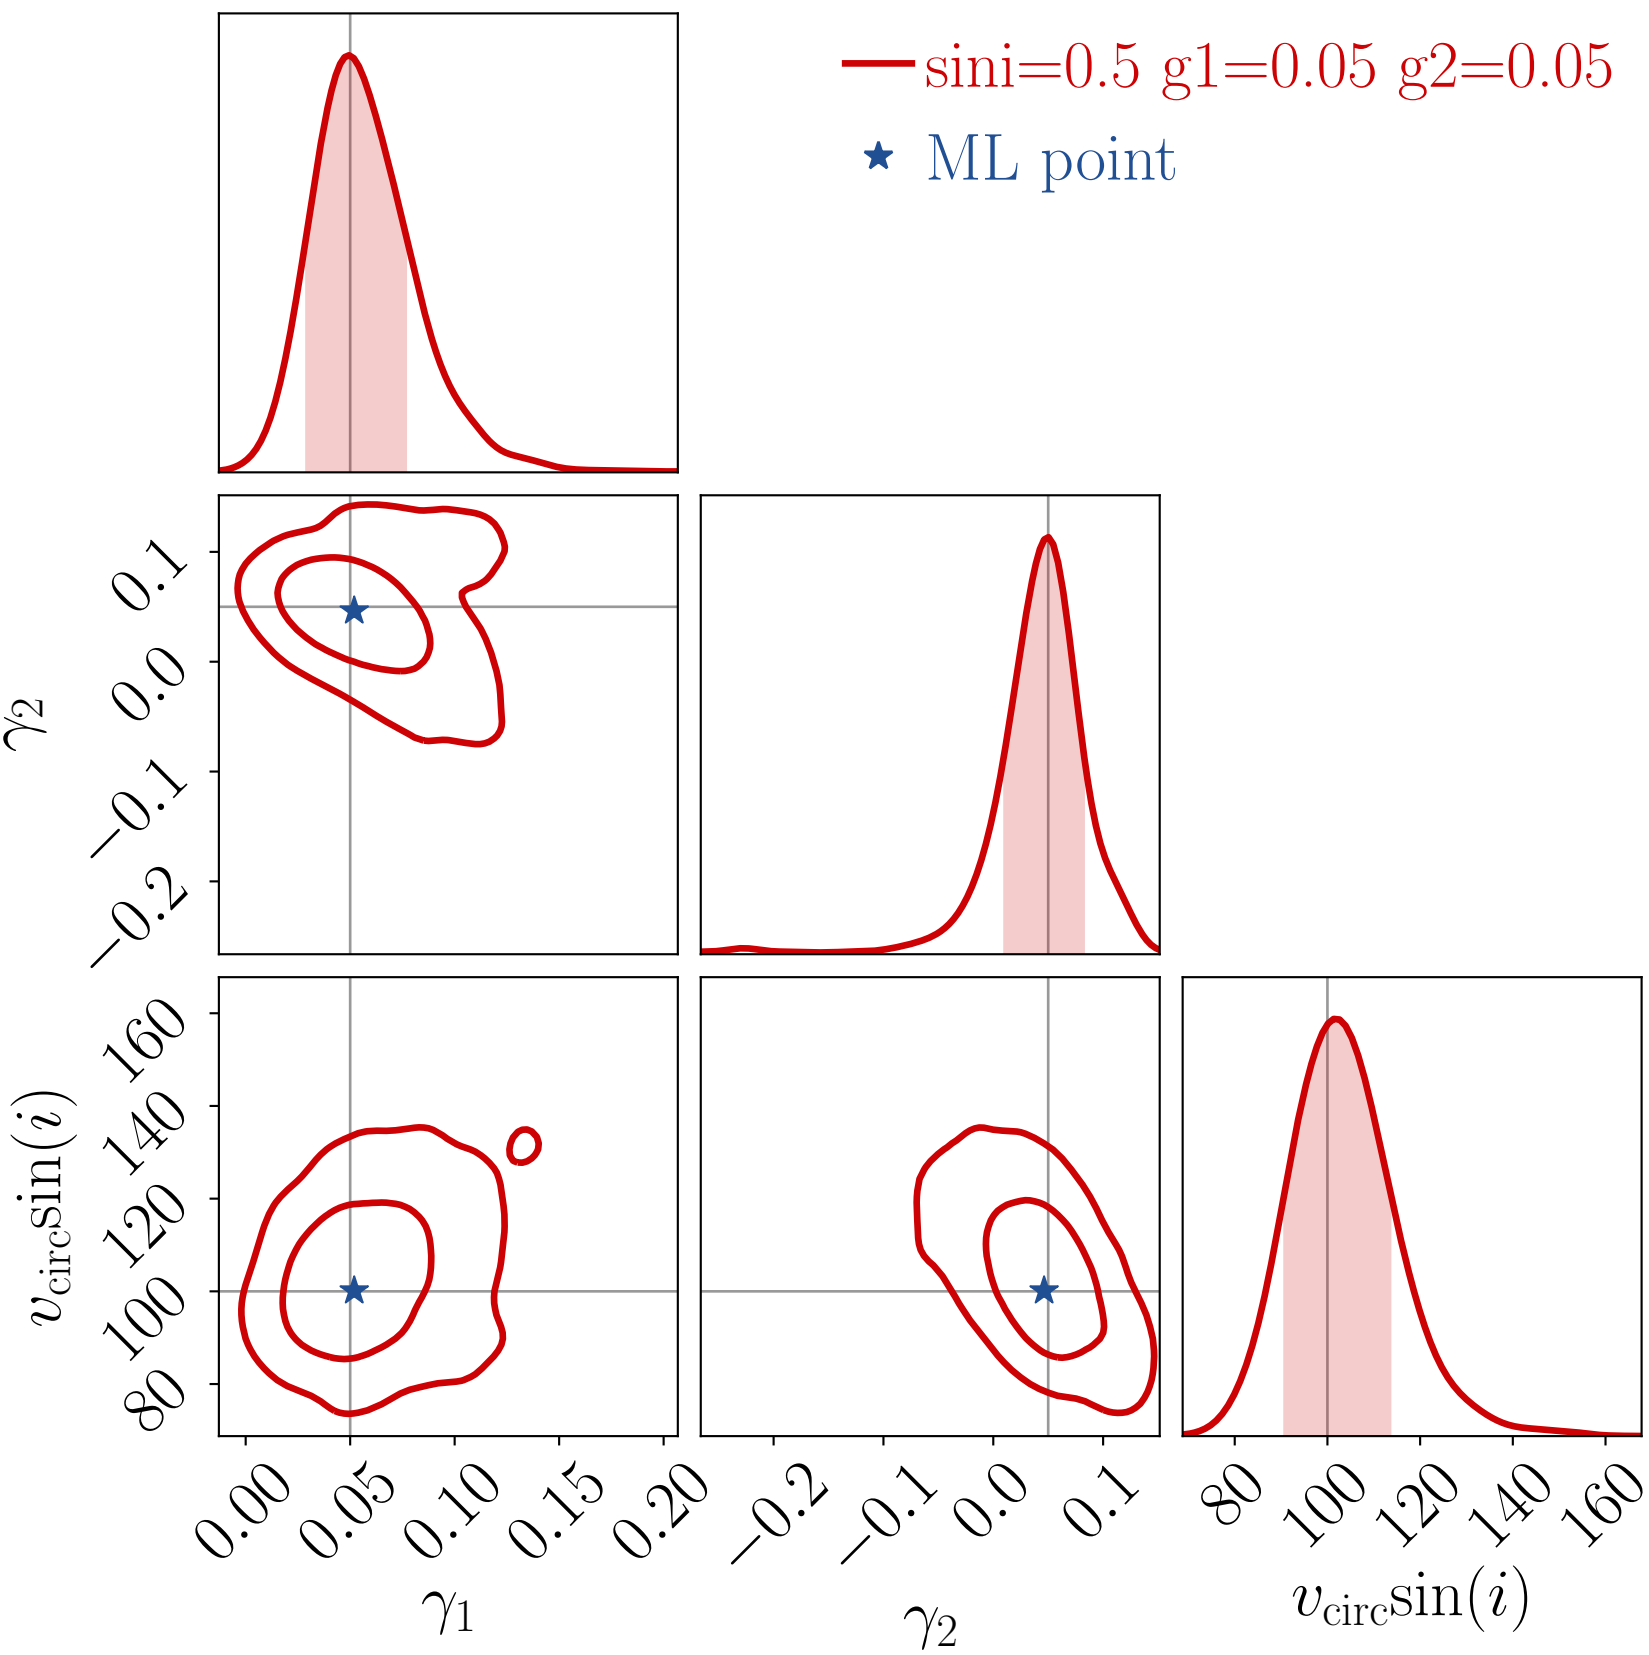 sini=0.5 g1=0.05 g2=0.05
ML point
γ2
0.1
0.0
−0.1
−0.2
v_circ sin(i)
160
140
120
100
80
0.00 0.05 0.10 0.15 0.20
−0.2 −0.1 0.0 0.1
80 100 120 140 160
γ1
γ2
v_circ sin(i)